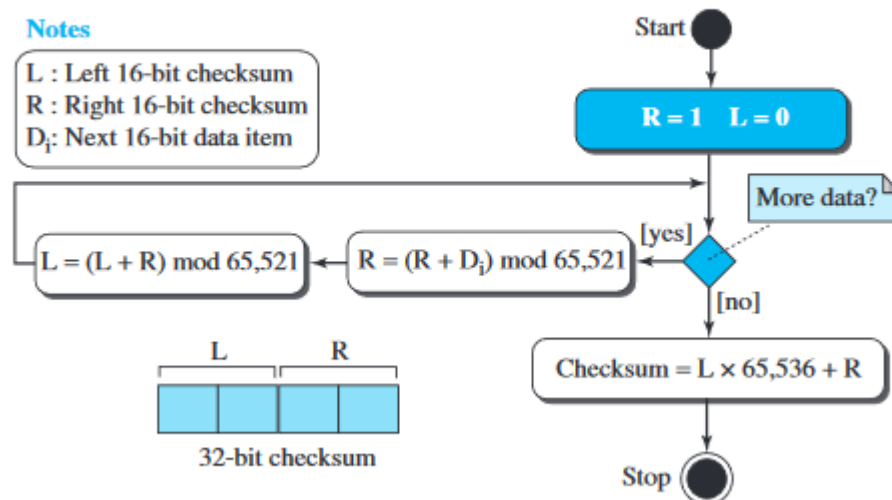 Notes
L : Left 16-bit checksum
R : Right 16-bit checksum
Dᵢ: Next 16-bit data item
Start
R = 1 L = 0
More data?
[yes]
R = (R + Dᵢ) mod 65,521
L = (L + R) mod 65,521
[no]
Checksum = L × 65,536 + R
Stop
L R
32-bit checksum